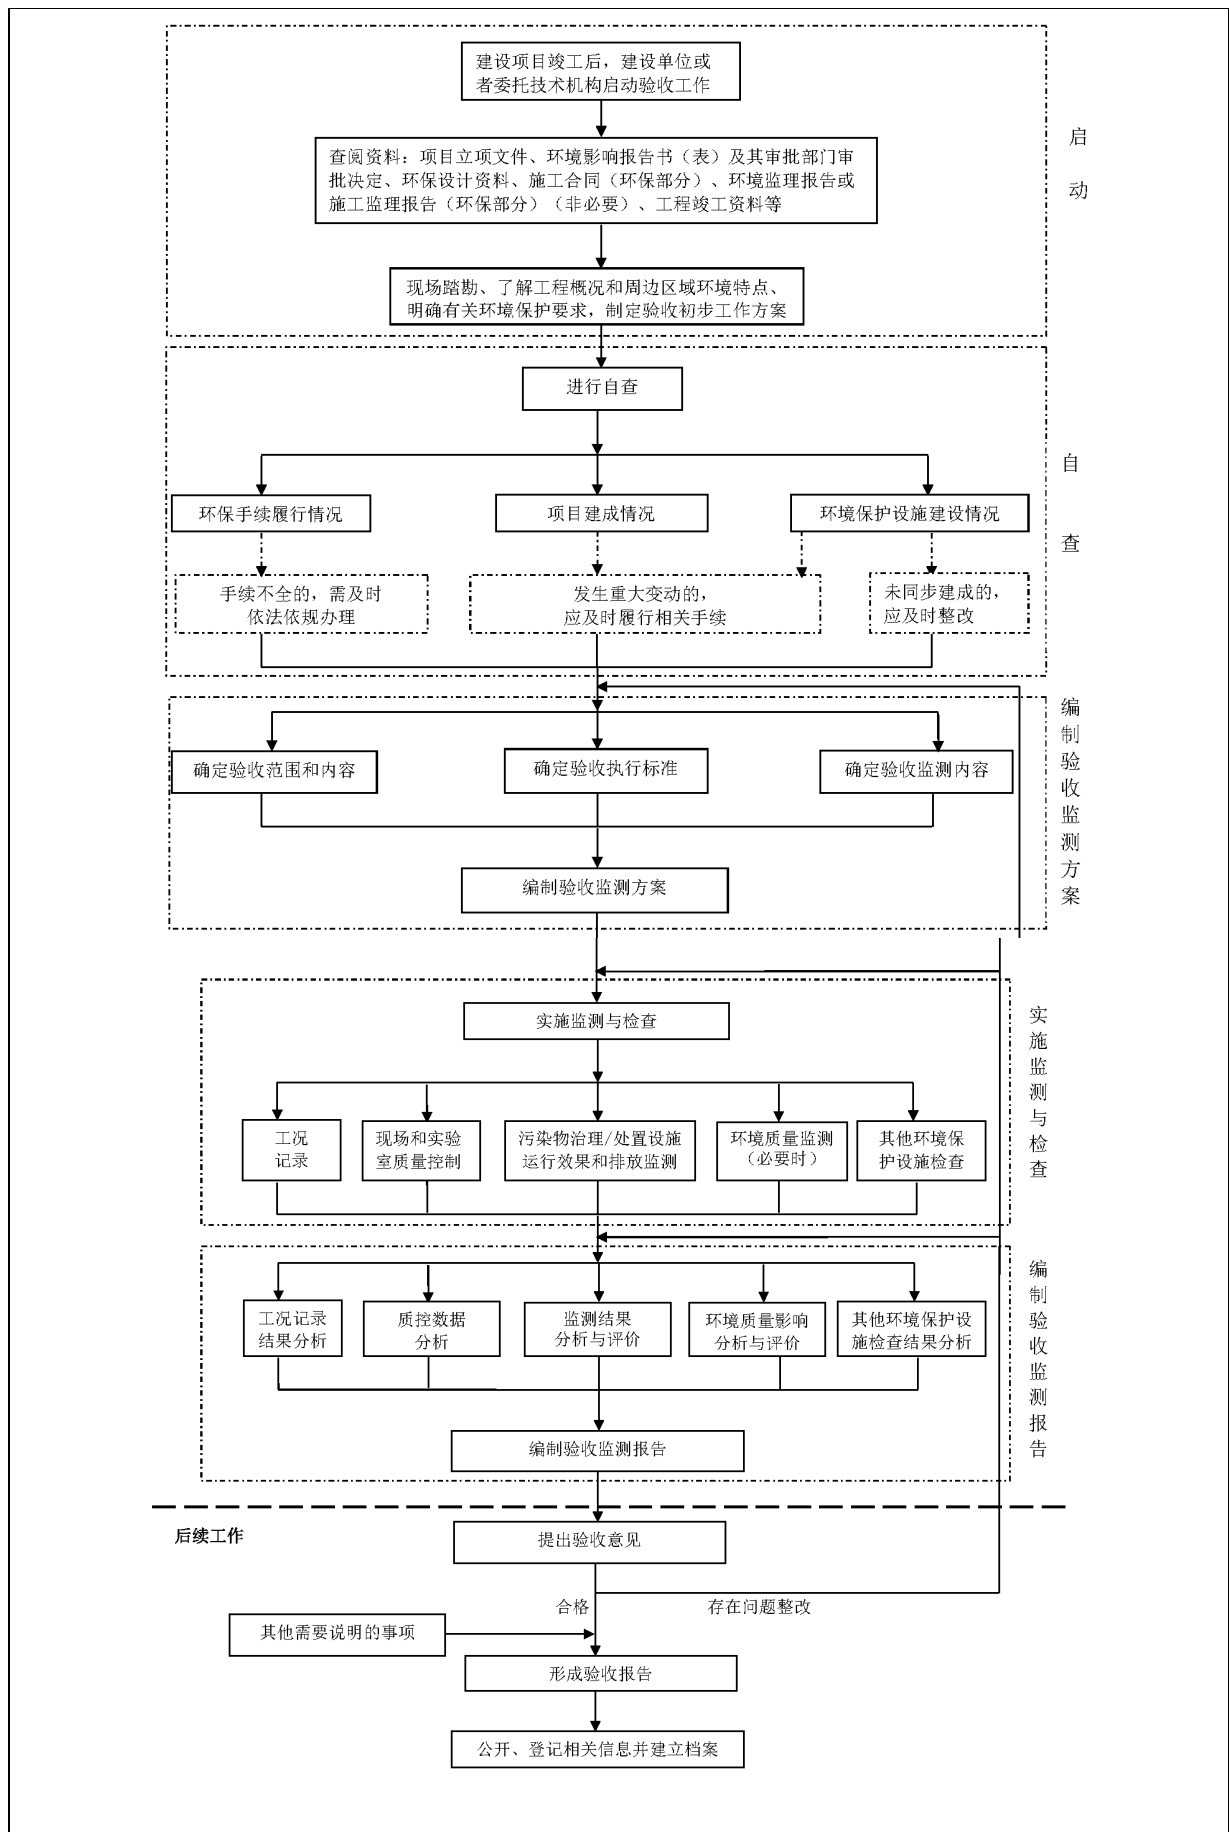 建设项目竣工后，建设单位或
者委托技术机构启动验收工作
启
动
查阅资料：项目立项文件、环境影响报告书（表）及其审批部门审
批决定、环保设计资料、施工合同（环保部分）、环境监理报告或
施工监理报告（环保部分）（非必要）、工程竣工资料等
现场踏勘、了解工程概况和周边区域环境特点、
明确有关环境保护要求，制定验收初步工作方案
进行自查
自
查
环保手续履行情况
项目建成情况
环境保护设施建设情况
手续不全的，需及时
依法依规办理
发生重大变动的，
应及时履行相关手续
未同步建成的，
应及时整改
编
制
验
收
监
测
方
案
确定验收范围和内容
确定验收执行标准
确定验收监测内容
编制验收监测方案
实施监测与检查
实
施
监
测
与
检
查
工况
记录
现场和实验
室质量控制
污染物治理/处置设施
运行效果和排放监测
环境质量监测
（必要时）
其他环境保
护设施检查
编
制
验
收
监
测
报
告
工况记录
结果分析
质控数据
分析
监测结果
分析与评价
环境质量影响
分析与评价
其他环境保护设
施检查结果分析
编制验收监测报告
后续工作
提出验收意见
合格
存在问题整改
其他需要说明的事项
形成验收报告
公开、登记相关信息并建立档案